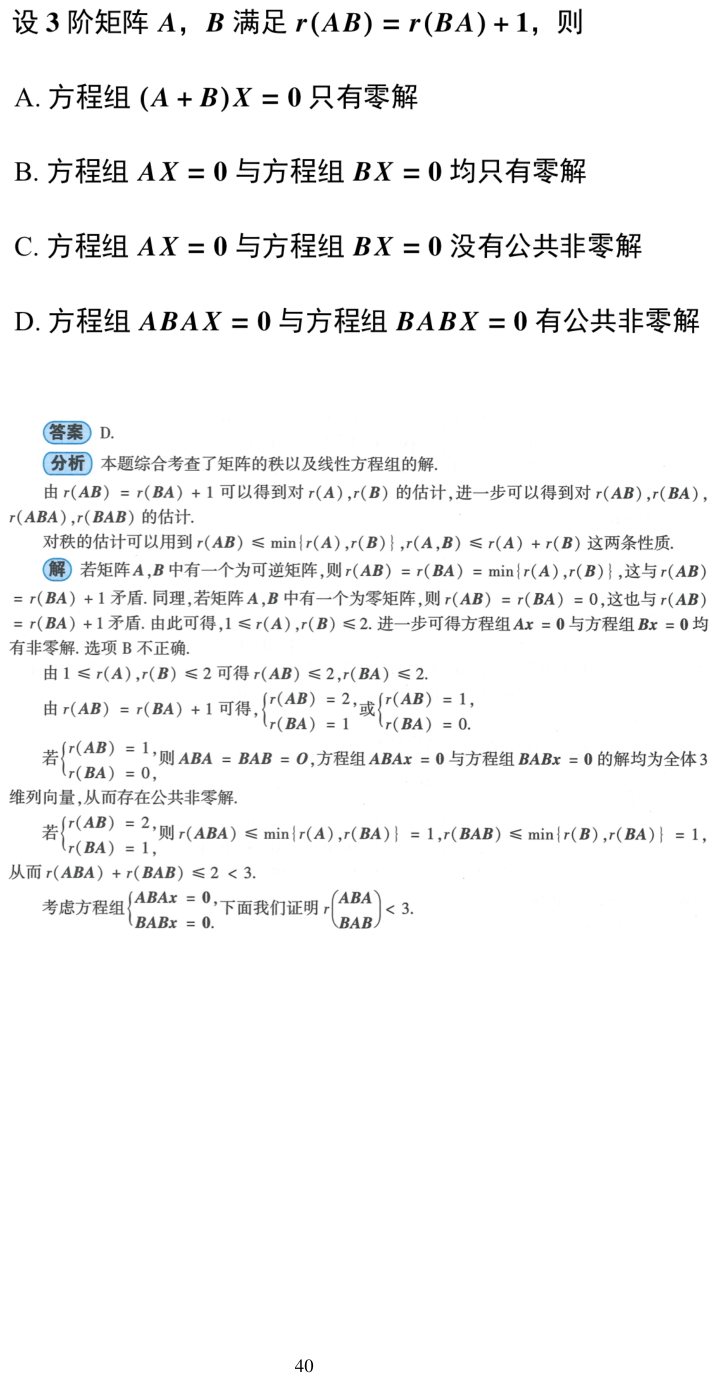 设 3 阶矩阵 A，B 满足 r(AB) = r(BA) + 1，则
A. 方程组 (A + B)X = 0 只有零解
B. 方程组 AX = 0 与方程组 BX = 0 均只有零解
C. 方程组 AX = 0 与方程组 BX = 0 没有公共非零解
D. 方程组 ABAX = 0 与方程组 BABX = 0 有公共非零解
答案 D.
分析 本题综合考查了矩阵的秩以及线性方程组的解.
由 r(AB) = r(BA) + 1 可以得到对 r(A),r(B) 的估计,进一步可以得到对 r(AB),r(BA),
r(ABA),r(BAB) 的估计.
对秩的估计可以用到 r(AB) ≤ min{r(A),r(B)},r(A,B) ≤ r(A) + r(B) 这两条性质.
解 若矩阵 A,B 中有一个为可逆矩阵,则 r(AB) = r(BA) = min{r(A),r(B)},这与 r(AB)
= r(BA) + 1 矛盾. 同理,若矩阵 A,B 中有一个为零矩阵,则 r(AB) = r(BA) = 0,这也与 r(AB)
= r(BA) + 1 矛盾. 由此可得,1 ≤ r(A),r(B) ≤ 2. 进一步可得方程组 Ax = 0 与方程组 Bx = 0 均
有非零解. 选项 B 不正确.
由 1 ≤ r(A),r(B) ≤ 2 可得 r(AB) ≤ 2,r(BA) ≤ 2.
由 r(AB) = r(BA) + 1 可得,{r(AB) = 2, r(BA) = 1 或{r(AB) = 1, r(BA) = 0.
若{r(AB) = 1, r(BA) = 0, 则 ABA = BAB = O,方程组 ABAx = 0 与方程组 BABx = 0 的解均为全体 3
维列向量,从而存在公共非零解.
若{r(AB) = 2, r(BA) = 1, 则 r(ABA) ≤ min{r(A),r(BA)} = 1,r(BAB) ≤ min{r(B),r(BA)} = 1,
从而 r(ABA) + r(BAB) ≤ 2 < 3.
考虑方程组{ABAx = 0, BABx = 0. 下面我们证明 r(ABA BAB) < 3.
40